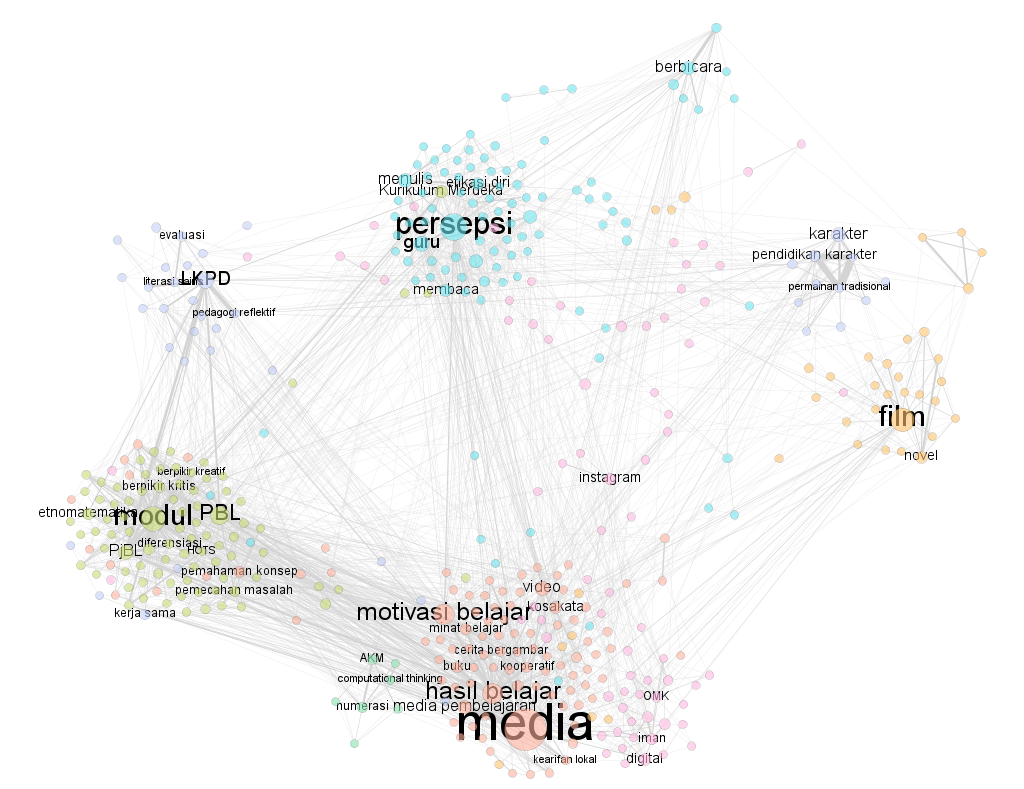 berbicara
menulis
efikasi diri
Kurikulum Merdeka
persepsi
guru
membaca
evaluasi
literasi sains
LKPD
pedagogi reflektif
karakter
pendidikan karakter
permainan tradisional
film
novel
instagram
berpikir kreatif
berpikir kritis
etnomatematika
modul
PBL
diferensiasi
PjBL
HOTS
pemahaman konsep
pemecahan masalah
kerja sama
video
kosakata
motivasi belajar
minat belajar
cerita bergambar
buku
kooperatif
AKM
computational thinking
hasil belajar
numerasi
media pembelajaran
media
OMK
iman
digital
kearifan lokal